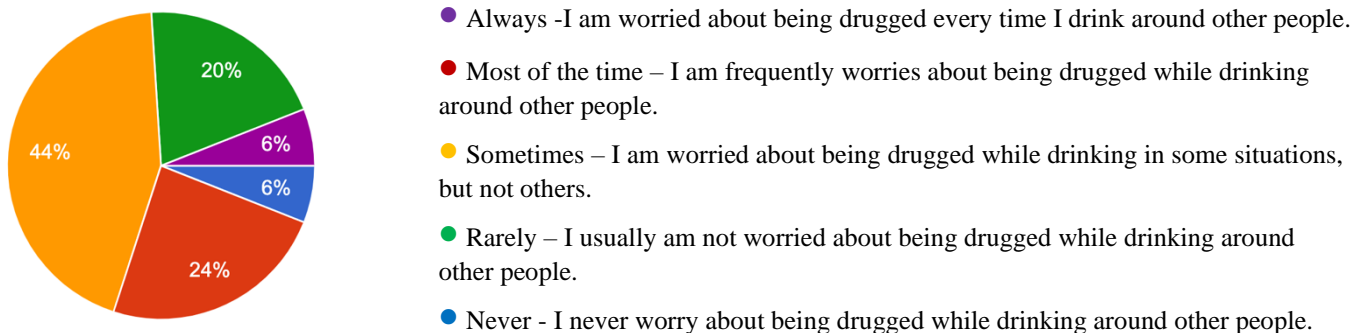 20%
6%
44%
6%
24%
● Always -I am worried about being drugged every time I drink around other people.
● Most of the time – I am frequently worries about being drugged while drinking
around other people.
● Sometimes – I am worried about being drugged while drinking in some situations,
but not others.
● Rarely – I usually am not worried about being drugged while drinking around
other people.
● Never - I never worry about being drugged while drinking around other people.